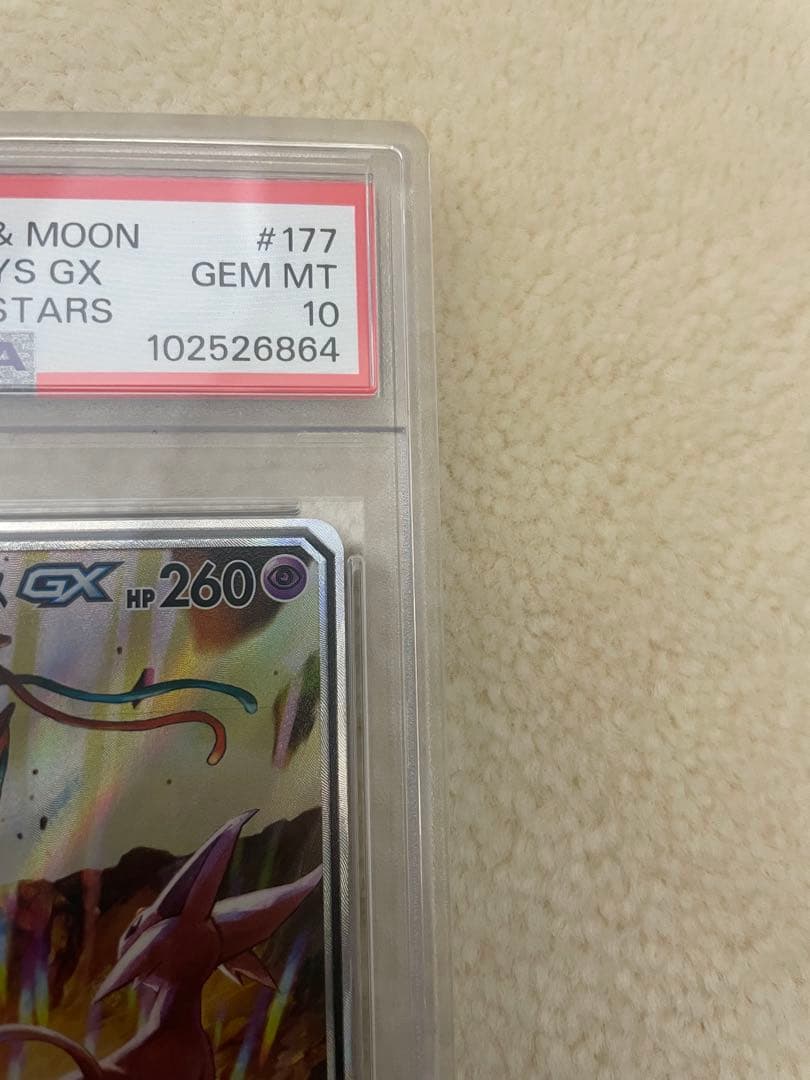 & MOON #177
YS GX GEM MT
STARS 10
A 102526864
GX HP 260